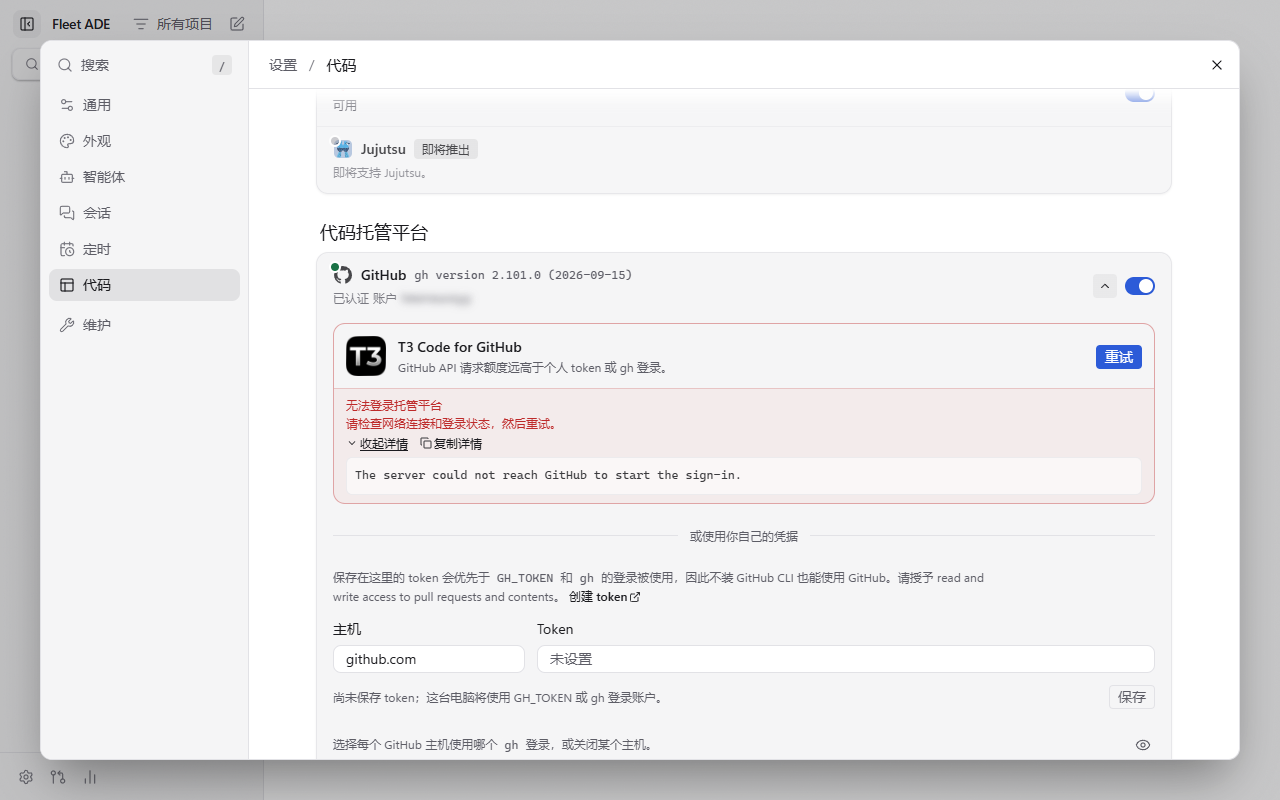 Fleet ADE
所有项目
搜索
/
通用
外观
智能体
会话
定时
代码
维护
设置 / 代码
可用
Jujutsu 即将推出
即将支持 Jujutsu。
代码托管平台
GitHub gh version 2.101.0 (2026-09-15)
已认证 账户
T3
T3 Code for GitHub
GitHub API 请求额度远高于个人 token 或 gh 登录。
重试
无法登录托管平台
请检查网络连接和登录状态，然后重试。
收起详情 复制详情
The server could not reach GitHub to start the sign-in.
或使用你自己的凭据
保存在这里的 token 会优先于 GH_TOKEN 和 gh 的登录被使用，因此不装 GitHub CLI 也能使用 GitHub。请授予 read and
write access to pull requests and contents。 创建 token
主机 Token
github.com 未设置
尚未保存 token；这台电脑将使用 GH_TOKEN 或 gh 登录账户。
保存
选择每个 GitHub 主机使用哪个 gh 登录，或关闭某个主机。